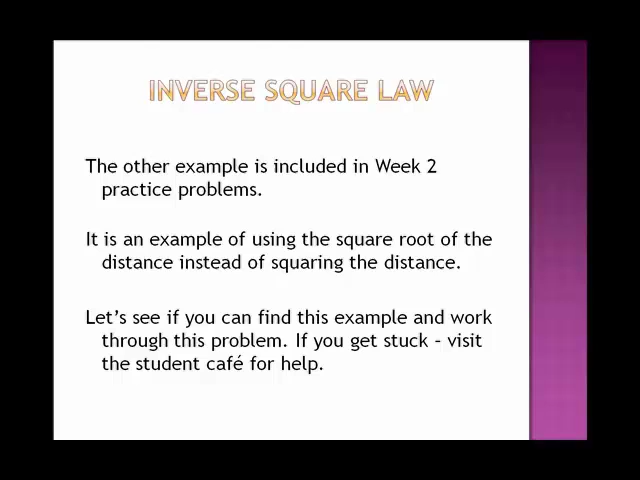 INVERSE SQUARE LAW
The other example is included in Week 2
practice problems.
It is an example of using the square root of the
distance instead of squaring the distance.
Let's see if you can find this example and work
through this problem. If you get stuck – visit
the student café for help.